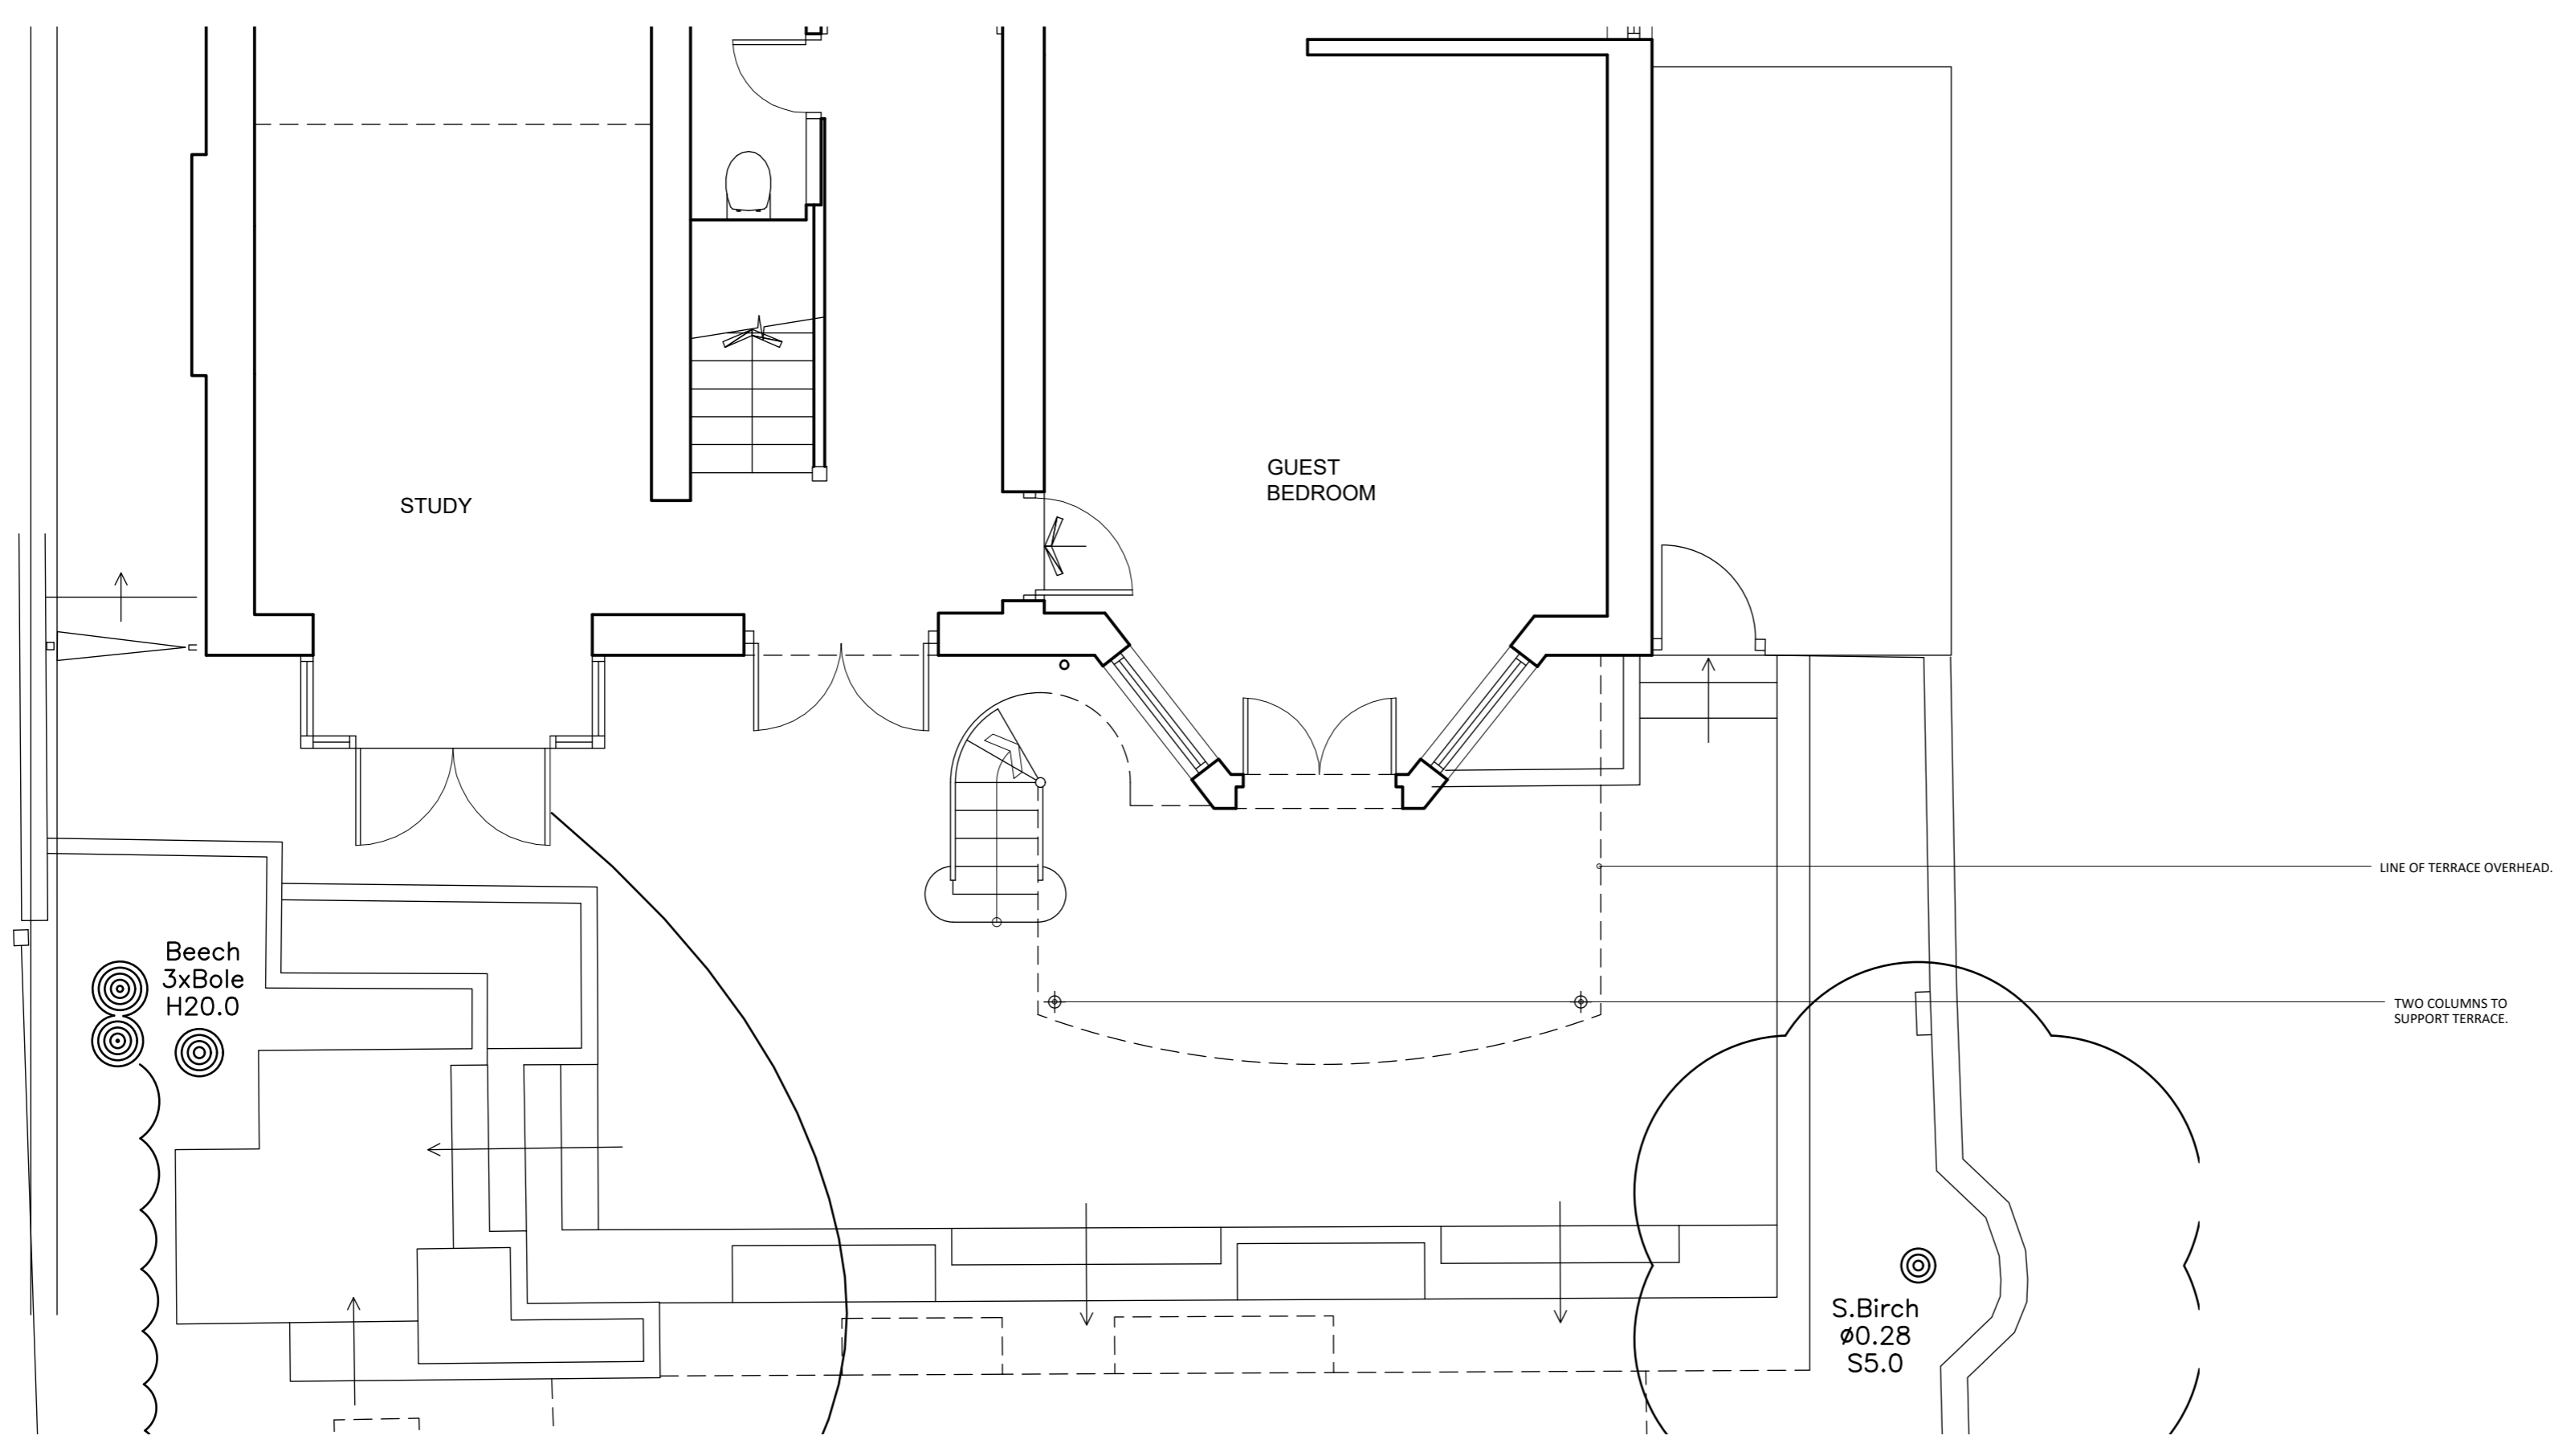 GUEST
BEDROOM
STUDY
LINE OF TERRACE OVERHEAD.
Beech
3xBole
H20.0
TWO COLUMNS TO
SUPPORT TERRACE.
S.Birch
ø0.28
S5.0